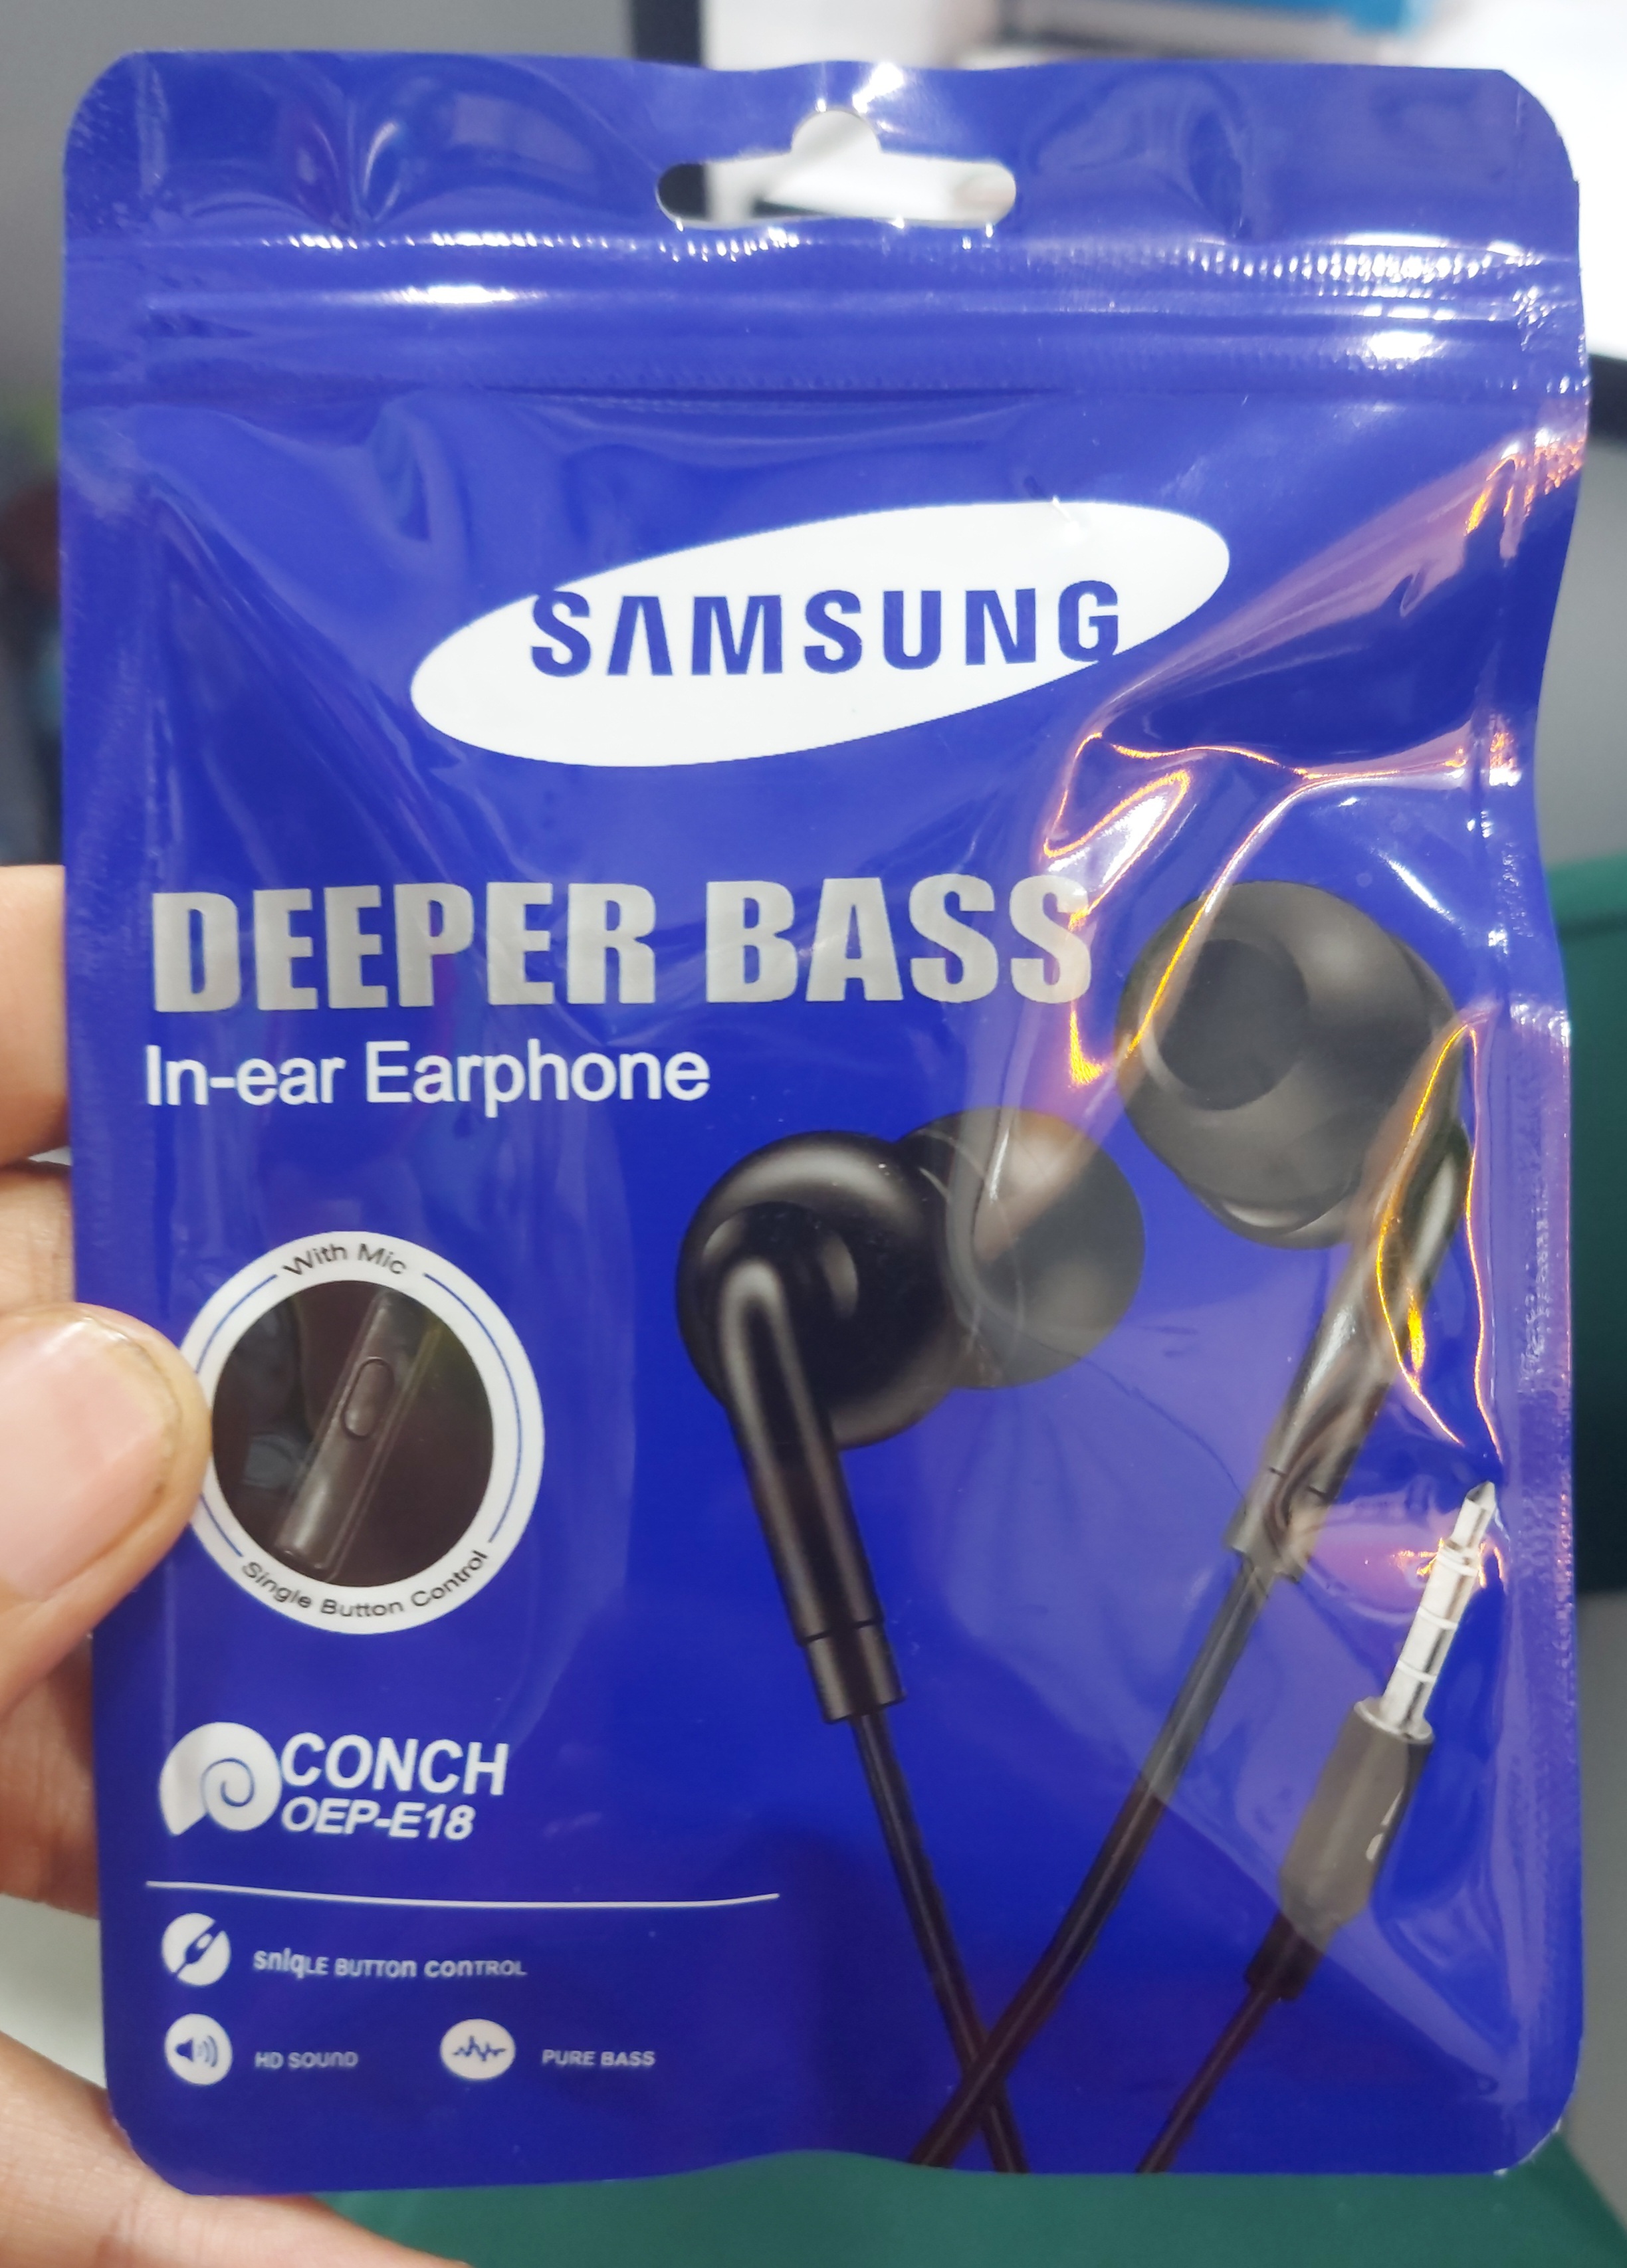 SAMSUNG
DEEPER BASS
In-ear Earphone
With Mic
Single Button Control
CONCH
OEP-E18
snlqLE BUTTon conTROL
HD SOUnD
PURE BASS